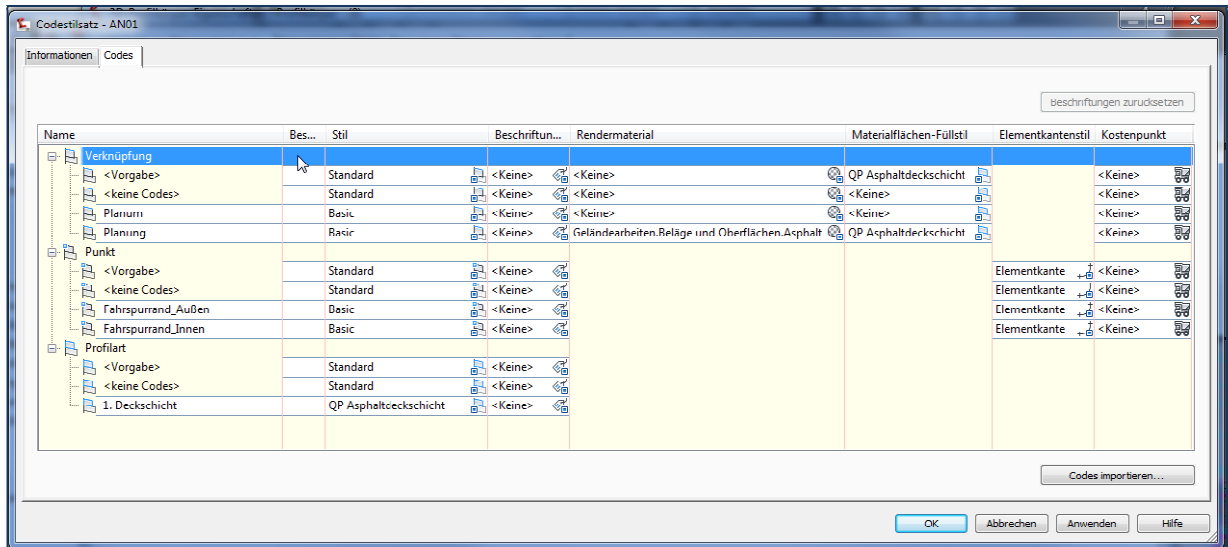 Codestilsatz - AN01
Informationen Codes
Beschriftungen zurücksetzen
Name Bes... Stil Beschriftun... Rendermaterial Materialflächen-Füllstil Elementkantenstil Kostenpunkt
Verknüpfung
<Vorgabe> Standard <Keine> <Keine> QP Asphaltdeckschicht <Keine>
<keine Codes> Standard <Keine> <Keine> <Keine> <Keine>
Planum Basic <Keine> <Keine> <Keine> <Keine>
Planung Basic <Keine> Geländearbeiten.Beläge und Oberflächen.Asphalt QP Asphaltdeckschicht <Keine>
Punkt
<Vorgabe> Standard <Keine> Elementkante <Keine>
<keine Codes> Standard <Keine> Elementkante <Keine>
Fahrspurrand_Außen Basic <Keine> Elementkante <Keine>
Fahrspurrand_Innen Basic <Keine> Elementkante <Keine>
Profilart
<Vorgabe> Standard <Keine>
<keine Codes> Standard <Keine>
1. Deckschicht QP Asphaltdeckschicht <Keine>
Codes importieren...
OK Abbrechen Anwenden Hilfe